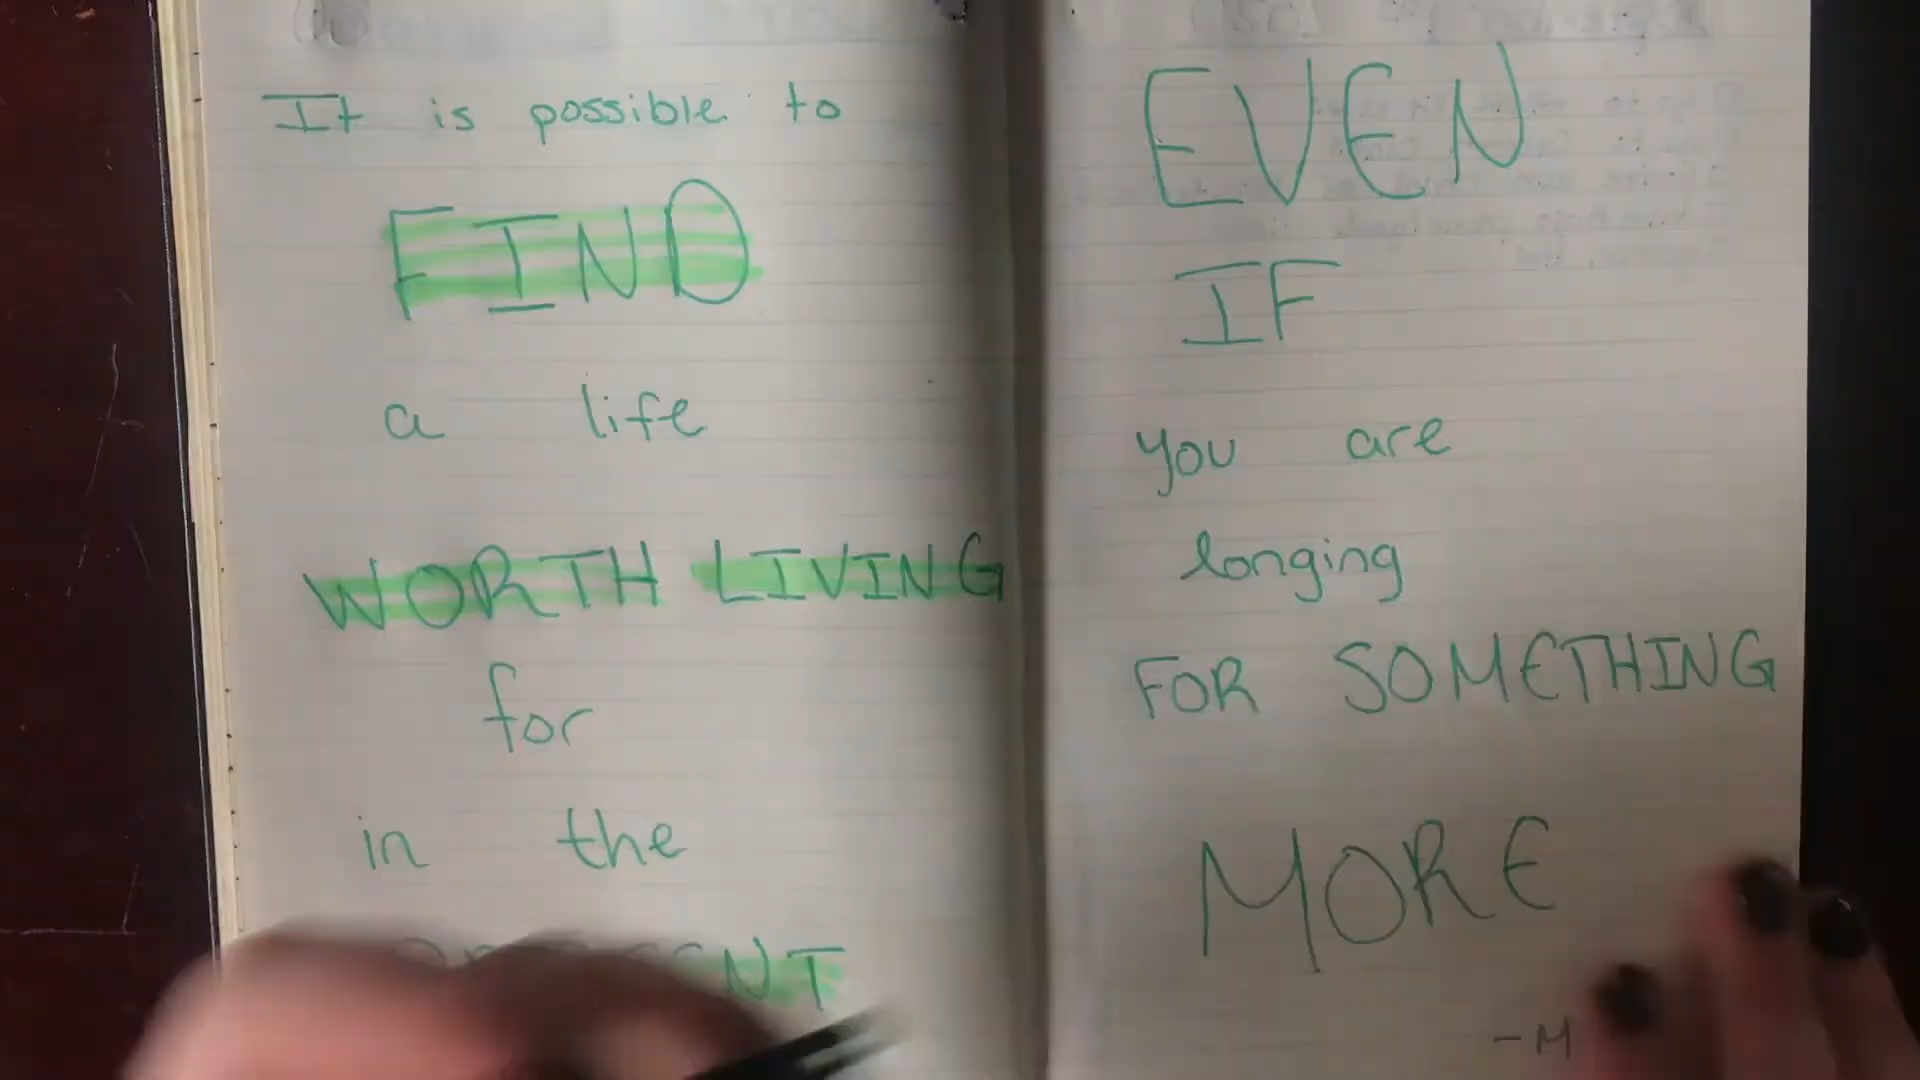 It is possible to
FIND
a life
WORTH LIVING
for
in the
EVEN
IF
you are
longing
FOR SOMETHING
MORE